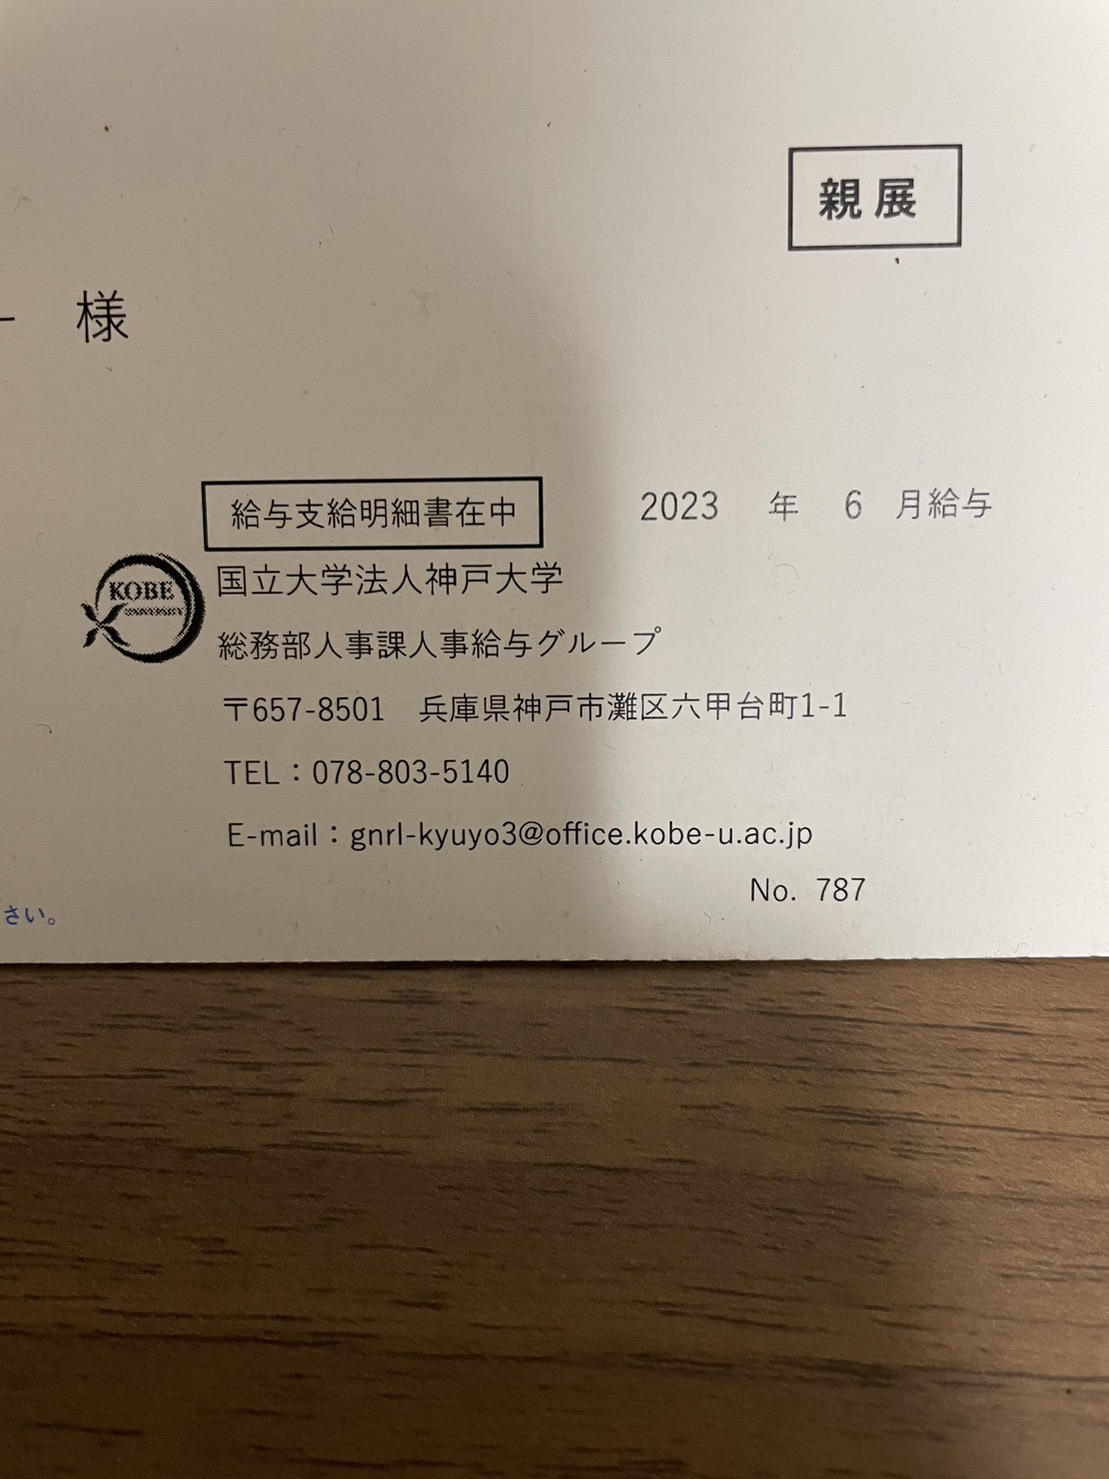 親展
様
給与支給明細書在中 2023 年 6 月給与
KOBE
UNIVERSITY
国立大学法人神戸大学
総務部人事課人事給与グループ
〒657-8501 兵庫県神戸市灘区六甲台町1-1
TEL：078-803-5140
E-mail：gnrl-kyuyo3@office.kobe-u.ac.jp
No. 787
さい。